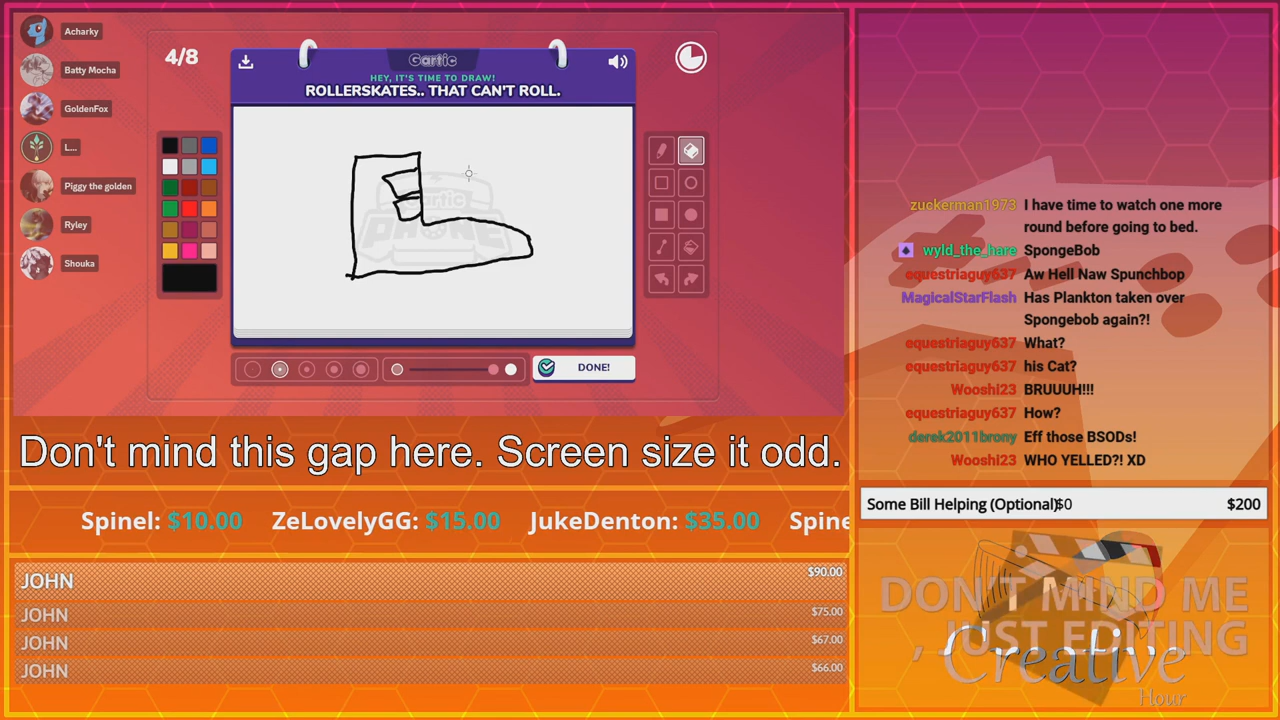 Acharky
Batty Mocha
GoldenFox
L...
Piggy the golden
Ryley
Shouka
4/8
Gartic
HEY, IT'S TIME TO DRAW!
ROLLERSKATES.. THAT CAN'T ROLL.
Gartic
PHONE
DONE!
Don't mind this gap here. Screen size it odd.
Spinel: $10.00 ZeLovelyGG: $15.00 JukeDenton: $35.00 Spine
JOHN $90.00
JOHN $75.00
JOHN $67.00
JOHN $66.00
zuckerman1973 I have time to watch one more
round before going to bed.
wyld_the_hare SpongeBob
equestriaguy637 Aw Hell Naw Spunchbop
MagicalStarFlash Has Plankton taken over
Spongebob again?!
equestriaguy637 What?
equestriaguy637 his Cat?
Wooshi23 BRUUUH!!!
equestriaguy637 How?
derek2011brony Eff those BSODs!
Wooshi23 WHO YELLED?! XD
Some Bill Helping (Optional) $0 $200
DON'T MIND ME
, JUST EDITING
Creative
Hour